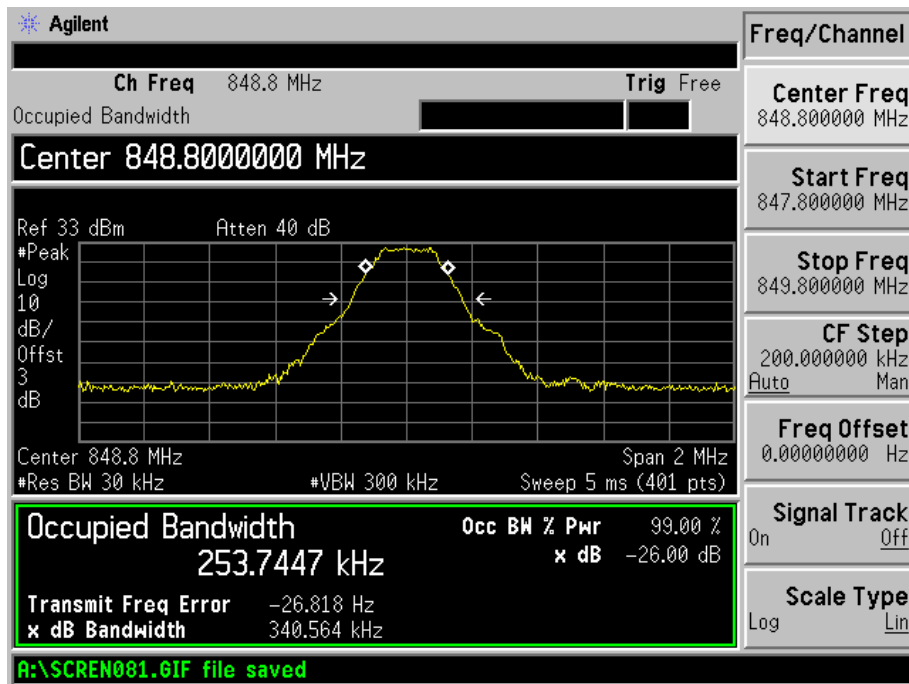 Agilent
Ch Freq 848.8 MHz Trig Free
Occupied Bandwidth
Center 848.8000000 MHz
Ref 33 dBm Atten 40 dB
#Peak
Log
10
dB/
Offst
3
dB
Center 848.8 MHz Span 2 MHz
#Res BW 30 kHz #VBW 300 kHz Sweep 5 ms (401 pts)
Occupied Bandwidth Occ BW % Pwr 99.00 %
253.7447 kHz x dB -26.00 dB
Transmit Freq Error -26.818 Hz
x dB Bandwidth 340.564 kHz
A:\SCREN081.GIF file saved
Freq/Channel
Center Freq
848.800000 MHz
Start Freq
847.800000 MHz
Stop Freq
849.800000 MHz
CF Step
200.000000 kHz
Auto Man
Freq Offset
0.00000000 Hz
Signal Track
On Off
Scale Type
Log Lin